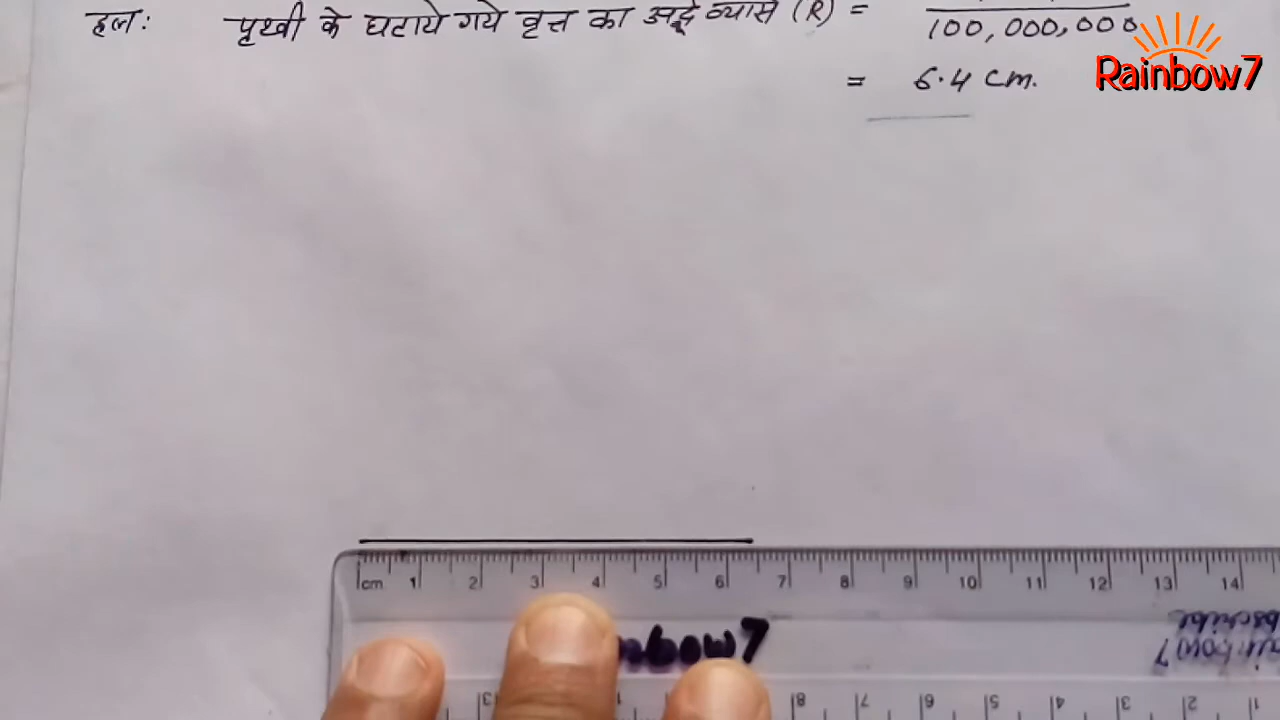 हल: पृथ्वी के घटाये गये वृत्त का अर्द्ध व्यास (R) =
100,000,000
= 6.4 cm.
Rainbow7
cm 1 2 3 4 5 6 7 8 9 10 11 12 13 14
nbow7